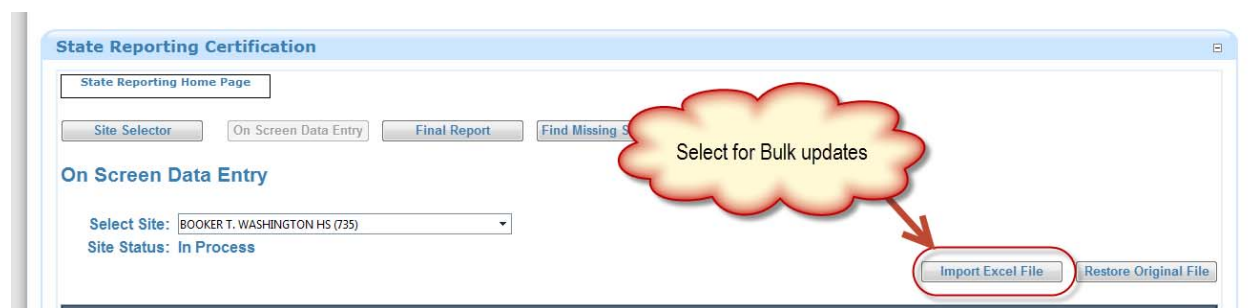 State Reporting Certification
State Reporting Home Page
Site Selector
On Screen Data Entry
Final Report
Find Missing S
Select for Bulk updates
On Screen Data Entry
Select Site: BOOKER T. WASHINGTON HS (735)
Site Status: In Process
Import Excel File
Restore Original File